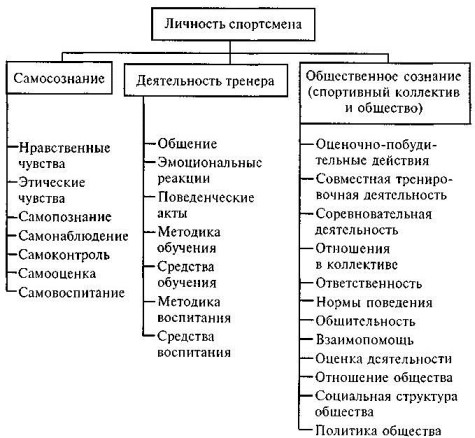 Личность спортсмена
Самосознание
Нравственные
чувства
Этические
чувства
Самопознание
Самонаблюдение
Самоконтроль
Самооценка
Самовоспитание
Деятельность тренера
Общение
Эмоциональные
реакции
Поведенческие
акты
Методика
обучения
Средства
обучения
Методика
воспитания
Средства
воспитания
Общественное сознание
(спортивный коллектив
и общество)
Оценочно-побуди-
тельные действия
Совместная трениро-
вочная деятельность
Соревновательная
деятельность
Отношения
в коллективе
Ответственность
Нормы поведения
Общительность
Взаимопомощь
Оценка деятельности
Отношение общества
Социальная структура
общества
Политика общества